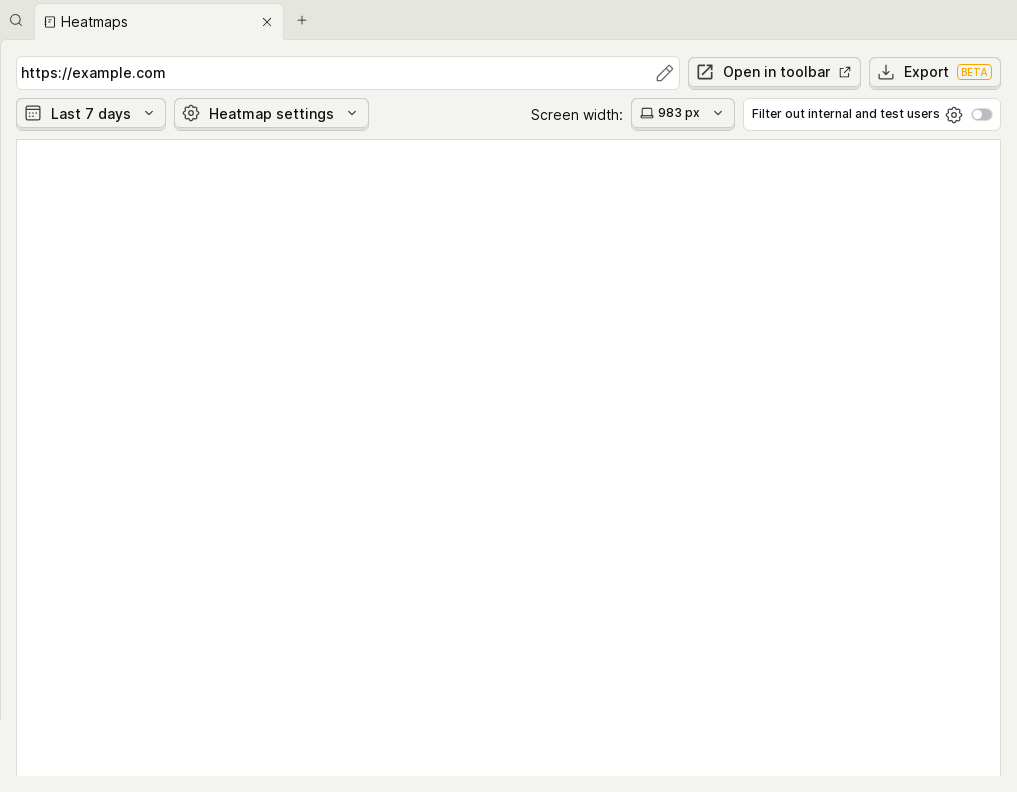 Heatmaps
https://example.com
Open in toolbar
Export BETA
Last 7 days
Heatmap settings
Screen width:
983 px
Filter out internal and test users